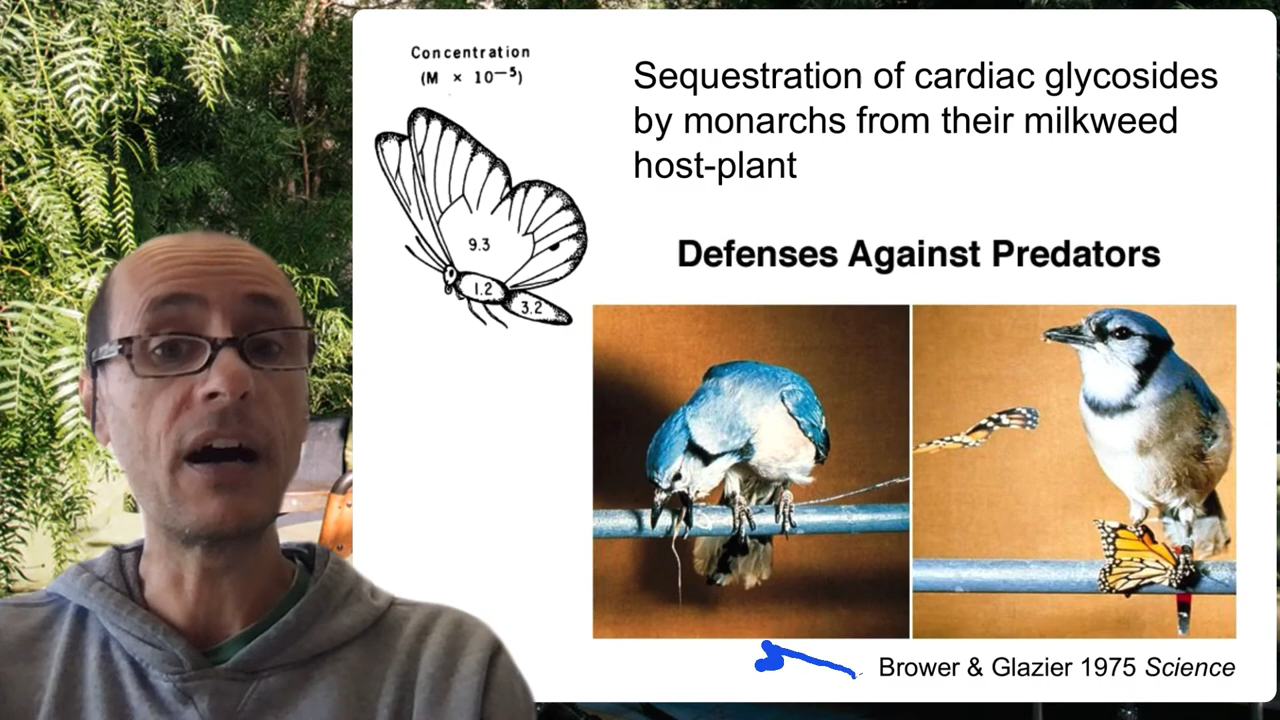 Concentration
(M × 10⁻⁵)
9.3
1.2
3.2
Sequestration of cardiac glycosides
by monarchs from their milkweed
host-plant
Defenses Against Predators
Brower & Glazier 1975 Science